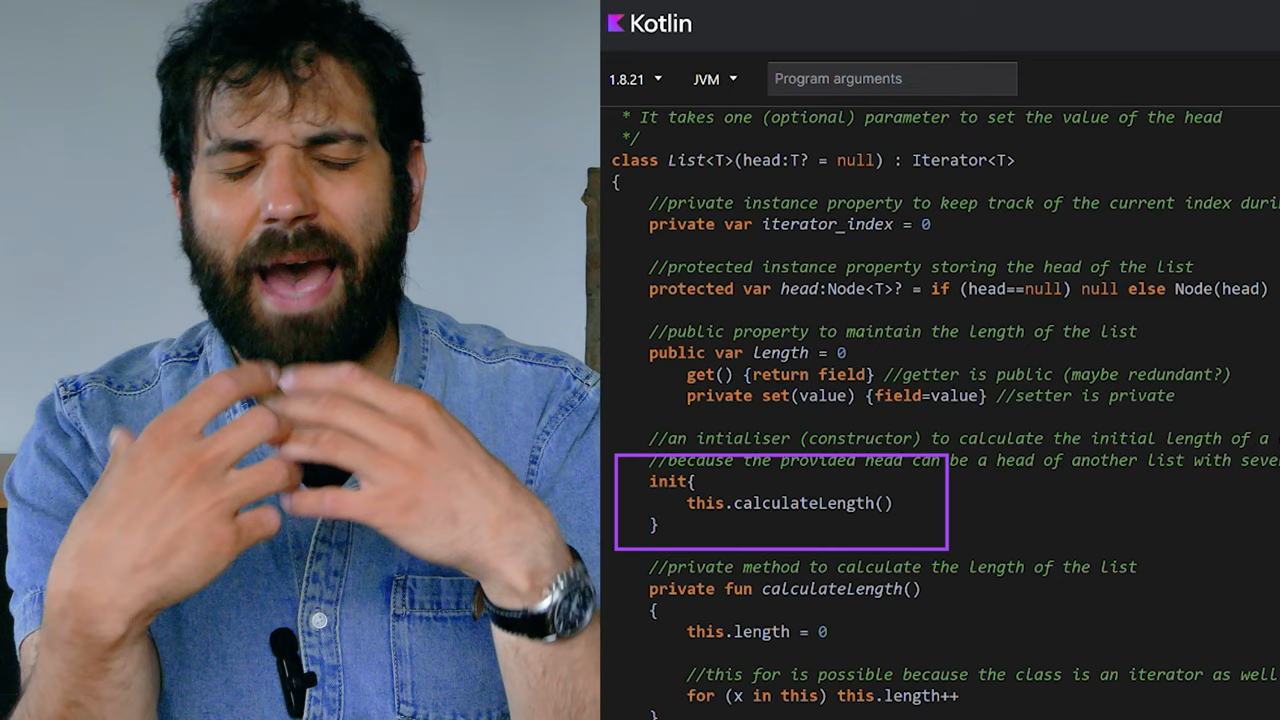 Kotlin
1.8.21 JVM Program arguments
* It takes one (optional) parameter to set the value of the head
*/
class List<T>(head:T? = null) : Iterator<T>
{
//private instance property to keep track of the current index duri
private var iterator_index = 0
//protected instance property storing the head of the list
protected var head:Node<T>? = if (head==null) null else Node(head)
//public property to maintain the length of the list
public var length = 0
get() {return field} //getter is public (maybe redundant?)
private set(value) {field=value} //setter is private
//an intialiser (constructor) to calculate the initial length of a
//because the provided head can be a head of another list with seve
init{
this.calculateLength()
}
//private method to calculate the length of the list
private fun calculateLength()
{
this.length = 0
//this for is possible because the class is an iterator as well
for (x in this) this.length++
}